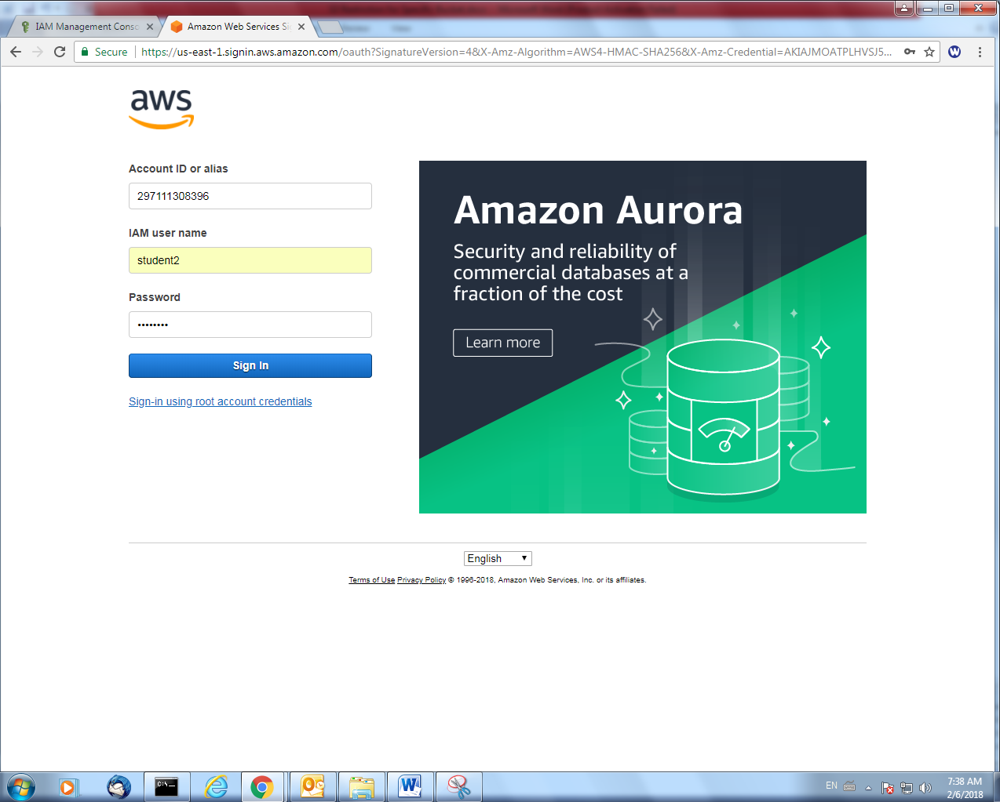 IAM Management Conso
Amazon Web Services Si
Secure
https://us-east-1.signin.aws.amazon.com/oauth?SignatureVersion=4&X-Amz-Algorithm=AWS4-HMAC-SHA256&X-Amz-Credential=AKIAJMOATPLHVSJ5...
W
aws
Account ID or alias
297111308396
IAM user name
student2
Password
••••••••
Sign In
Sign-in using root account credentials
Amazon Aurora
Security and reliability of
commercial databases at a
fraction of the cost
Learn more
English
Terms of Use Privacy Policy © 1996-2018, Amazon Web Services, Inc. or its affiliates.
C:\_
EN
7:38 AM
2/6/2018